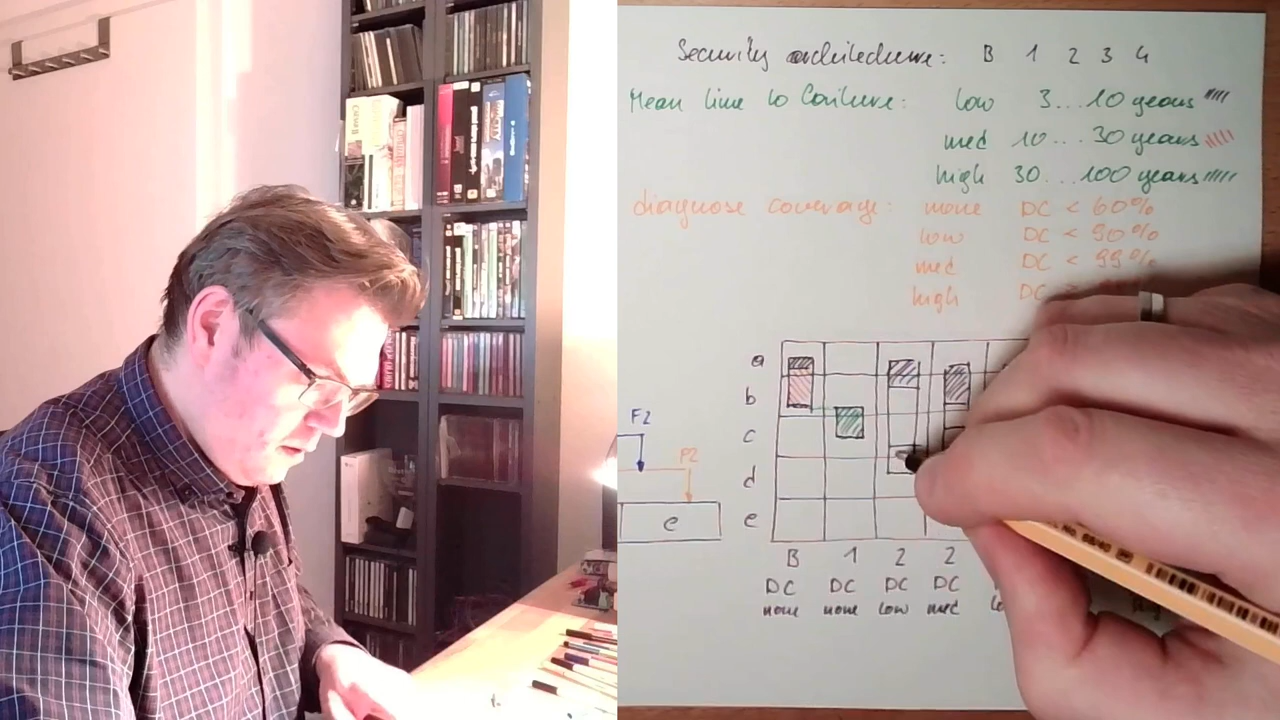 Security architecture: B 1 2 3 4
Mean time to failure: low 3...10 years
med 10...30 years
high 30...100 years
diagnose coverage: none DC < 60%
low DC < 90%
med DC < 99%
high DC
a
b
F2
c
P2
d
e
e
B 1 2 2
DC DC DC DC
none none low med